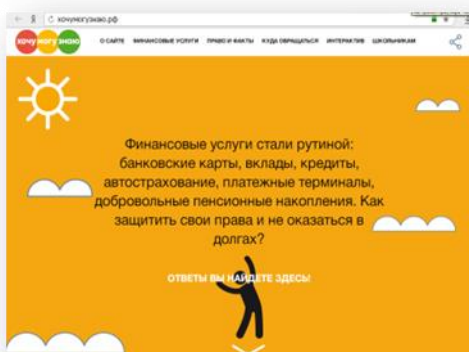 хочумогузнаю.рф
хочу могу знаю
О САЙТЕ ФИНАНСОВЫЕ УСЛУГИ ПРАВО И ФАКТЫ КУДА ОБРАЩАТЬСЯ ИНТЕРАКТИВ ШКОЛЬНИКАМ
Финансовые услуги стали рутиной:
банковские карты, вклады, кредиты,
автострахование, платежные терминалы,
добровольные пенсионные накопления. Как
защитить свои права и не оказаться в
долгах?
ОТВЕТЫ ВЫ НАЙДЕТЕ ЗДЕСЬ!